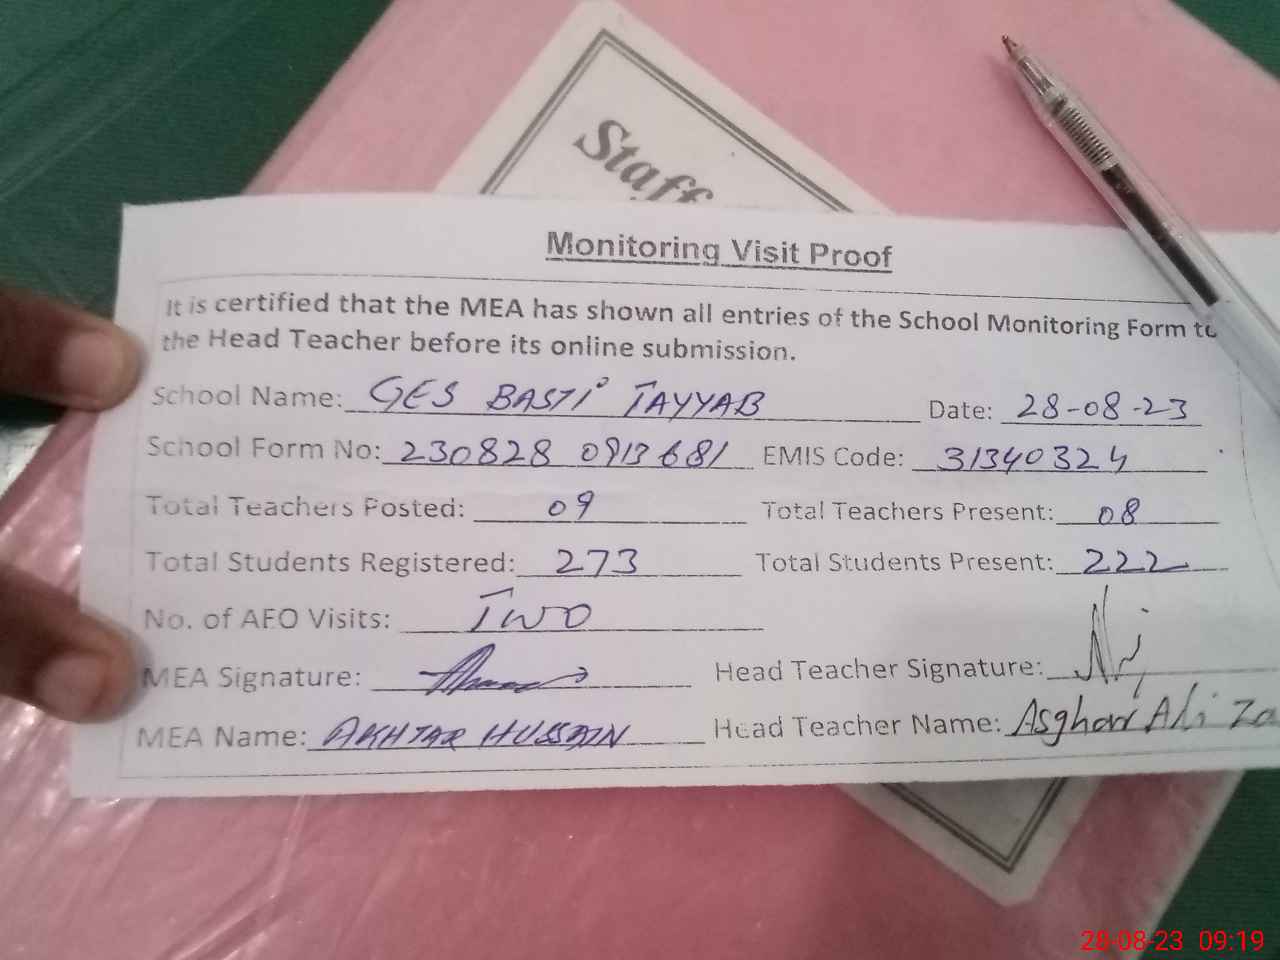 Staff
Monitoring Visit Proof
It is certified that the MEA has shown all entries of the School Monitoring Form to
the Head Teacher before its online submission.
School Name: GES BASTI TAYYAB Date: 28-08-23
School Form No: 230828 0913681 EMIS Code: 31340324
Total Teachers Posted: 09 Total Teachers Present: 08
Total Students Registered: 273 Total Students Present: 222
No. of AEO Visits: TWO
MEA Signature: Head Teacher Signature:
MEA Name: AKHTAR HUSSAIN Head Teacher Name: Asghar Ali Za
28-08-23 09:19